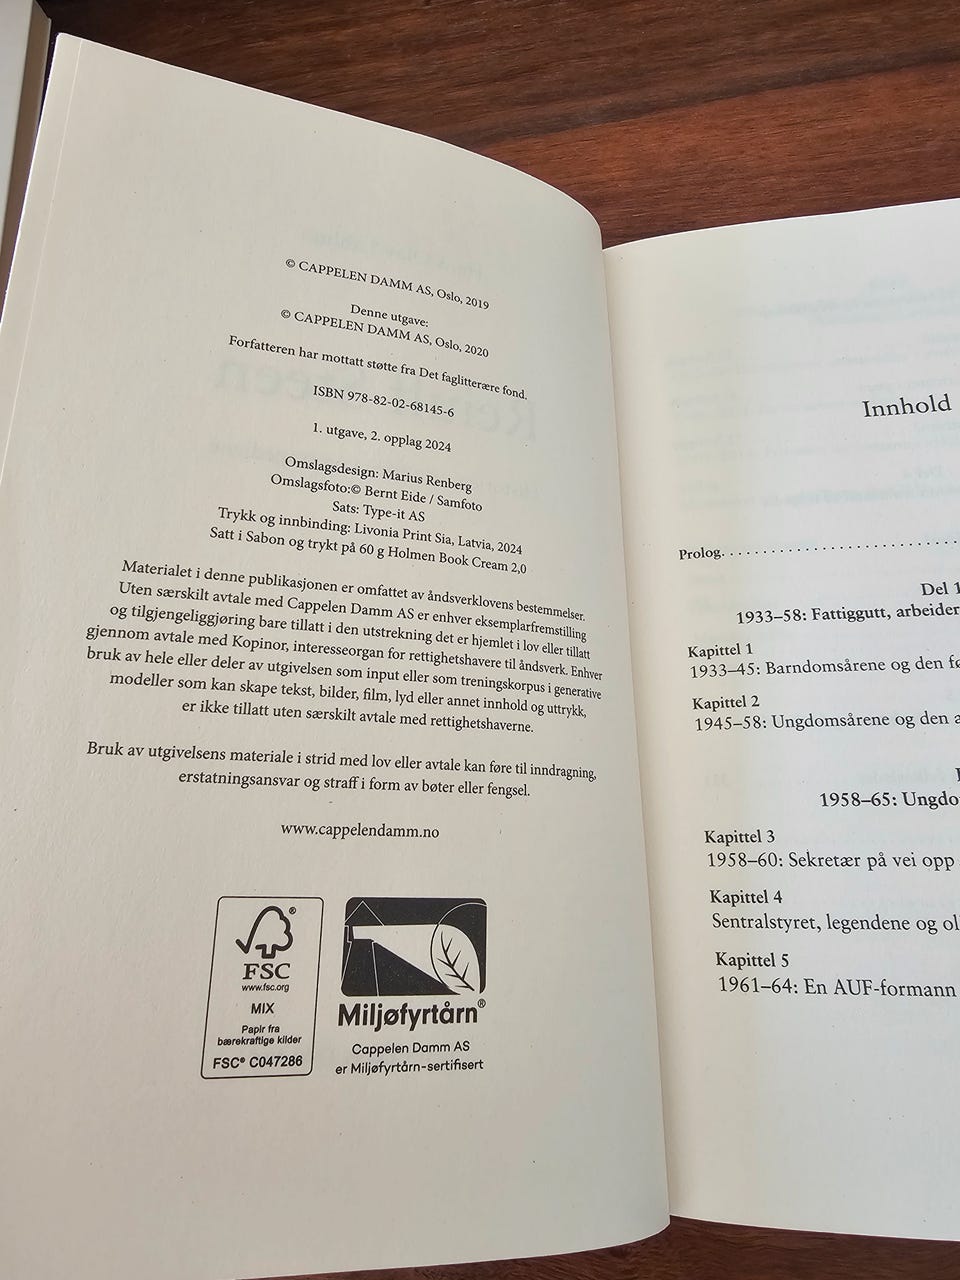 © CAPPELEN DAMM AS, Oslo, 2019
Denne utgave:
© CAPPELEN DAMM AS, Oslo, 2020
Forfatteren har mottatt støtte fra Det faglitterære fond.
ISBN 978-82-02-68145-6
1. utgave, 2. opplag 2024
Omslagsdesign: Marius Renberg
Omslagsfoto:© Bernt Eide / Samfoto
Sats: Type-it AS
Trykk og innbinding: Livonia Print Sia, Latvia, 2024
Satt i Sabon og trykt på 60 g Holmen Book Cream 2,0
Materialet i denne publikasjonen er omfattet av åndsverklovens bestemmelser.
Uten særskilt avtale med Cappelen Damm AS er enhver eksemplarfremstilling
og tilgjengeliggjøring bare tillatt i den utstrekning det er hjemlet i lov eller tillatt
gjennom avtale med Kopinor, interesseorgan for rettighetshavere til åndsverk. Enhver
bruk av hele eller deler av utgivelsen som input eller som treningskorpus i generative
modeller som kan skape tekst, bilder, film, lyd eller annet innhold og uttrykk,
er ikke tillatt uten særskilt avtale med rettighetshaverne.
Bruk av utgivelsens materiale i strid med lov eller avtale kan føre til inndragning,
erstatningsansvar og straff i form av bøter eller fengsel.
www.cappelendamm.no
FSC
www.fsc.org
MIX
Papir fra
bærekraftige kilder
FSC® C047286
Miljøfyrtårn®
Cappelen Damm AS
er Miljøfyrtårn-sertifisert
Innhold
Prolog. . . . . . . . . . . . . . . . . . . . . .
Del 1
1933–58: Fattiggutt, arbeider
Kapittel 1
1933–45: Barndomsårene og den
Kapittel 2
1945–58: Ungdomsårene og den
1958–65:
Kapittel 3
1958–60: Sekretær på vei opp
Kapittel 4
Sentralstyret, legendene og
Kapittel 5
1961–64: En AUF-formann